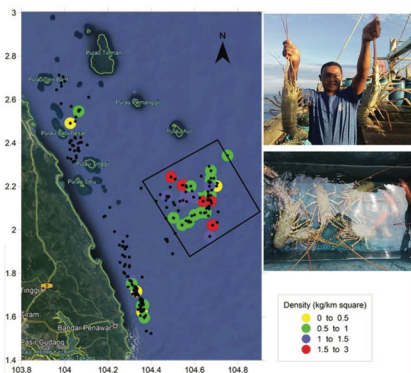 3
2.8
2.6
2.4
2.2
2
1.8
1.6
1.4
103.8
104
104.2
104.4
104.6
104.8
N
Pulau Tioman
Pulau Pemanggil
Pulau Aur
Pulau Tinggi
Pulau Sibu
Tinggi
Bandar Penawar
Pasir Gudang
Density (kg/km square)
0 to 0.5
0.5 to 1
1 to 1.5
1.5 to 3